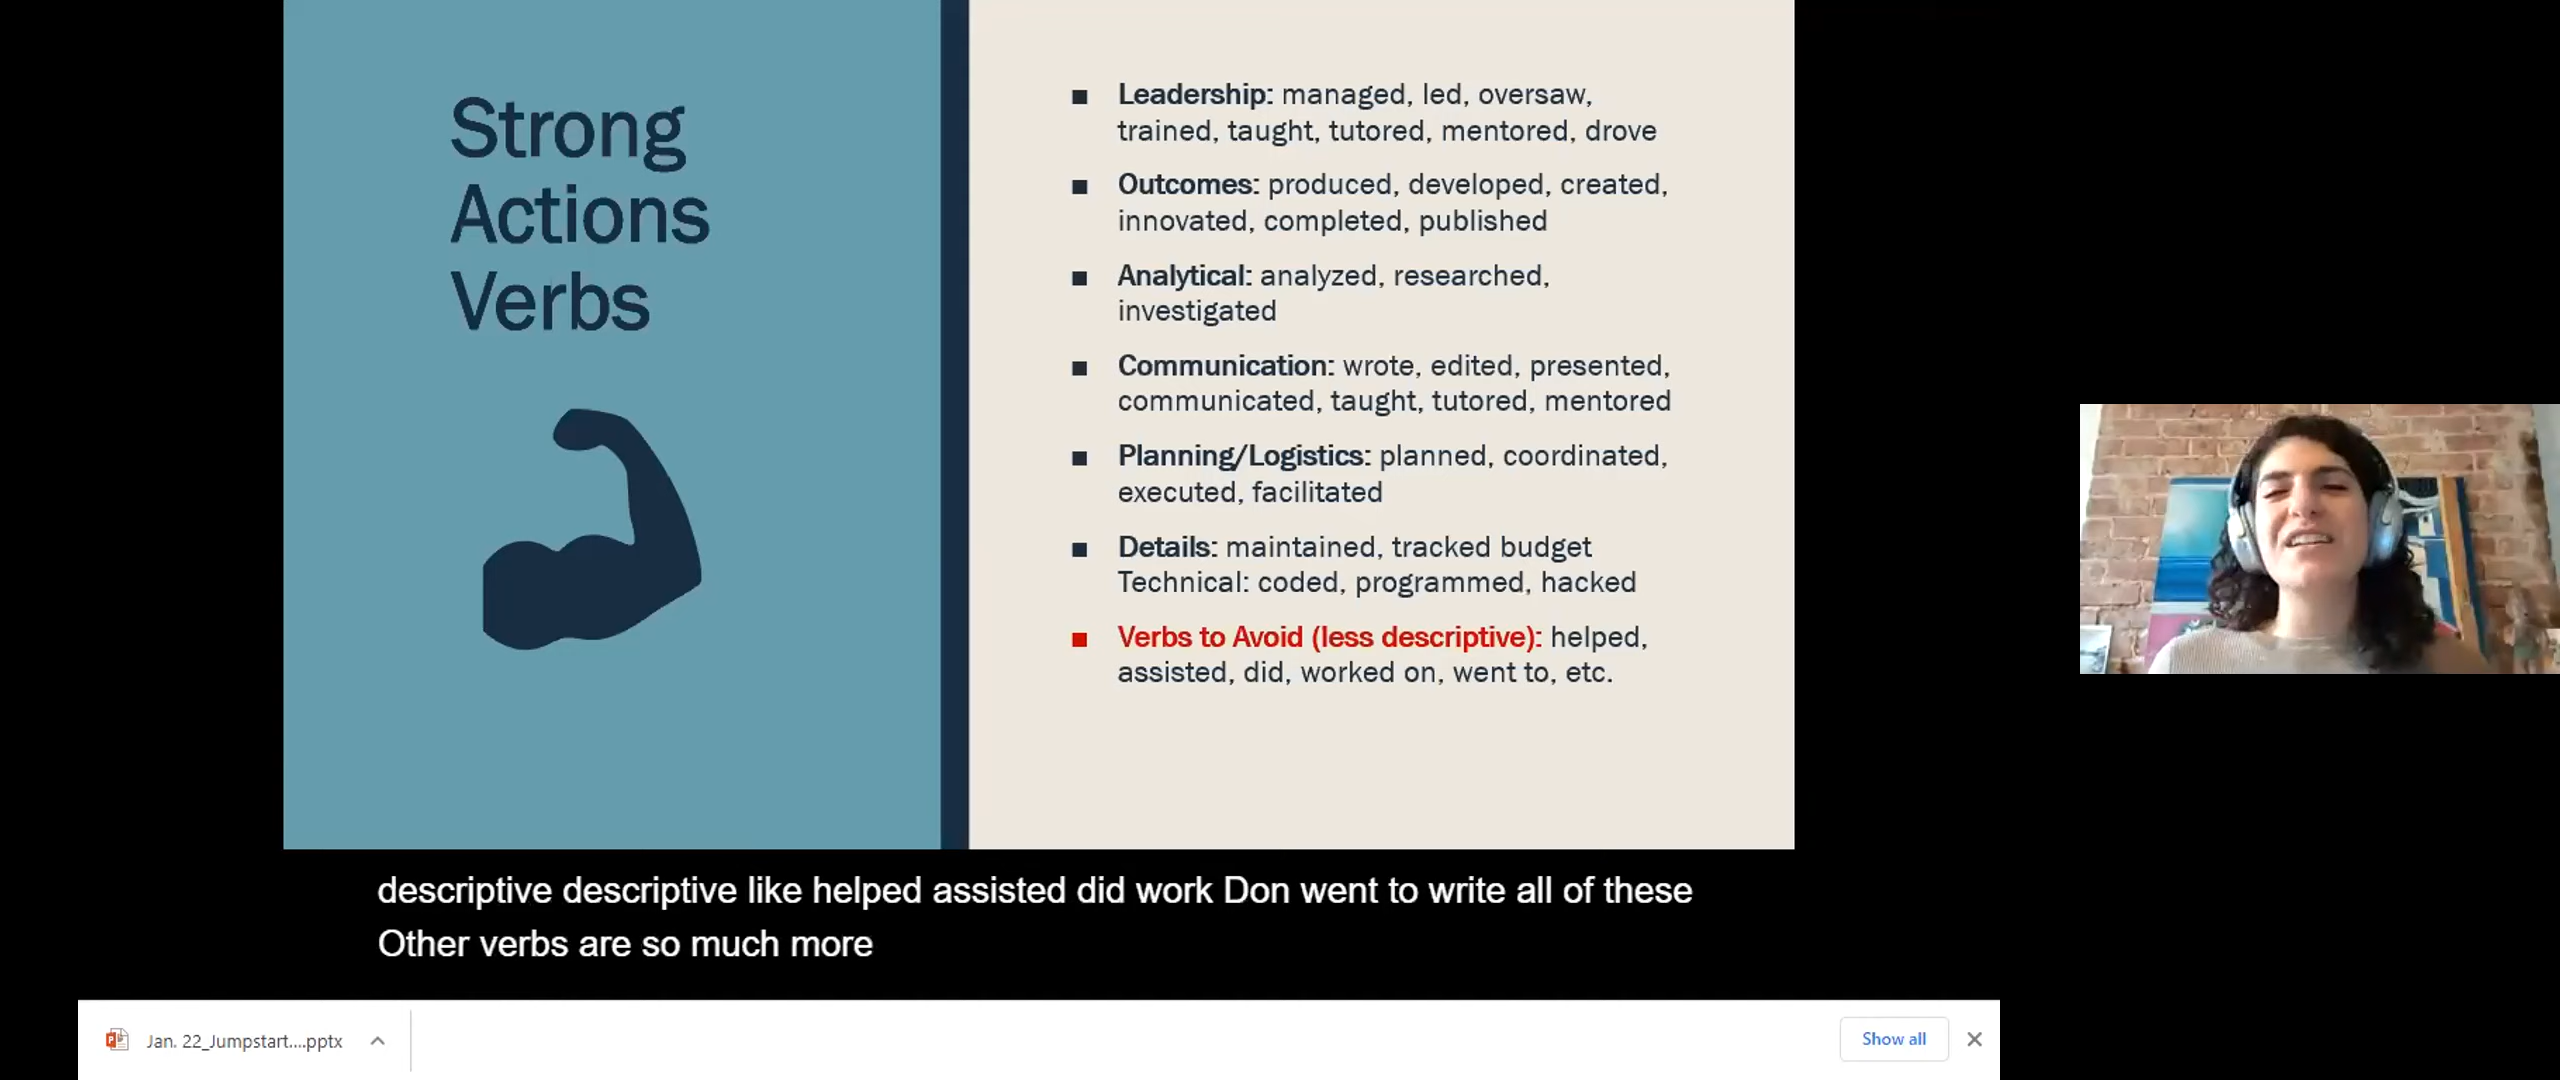 Strong
Actions
Verbs
■ Leadership: managed, led, oversaw,
trained, taught, tutored, mentored, drove
■ Outcomes: produced, developed, created,
innovated, completed, published
■ Analytical: analyzed, researched,
investigated
■ Communication: wrote, edited, presented,
communicated, taught, tutored, mentored
■ Planning/Logistics: planned, coordinated,
executed, facilitated
■ Details: maintained, tracked budget
Technical: coded, programmed, hacked
■ Verbs to Avoid (less descriptive): helped,
assisted, did, worked on, went to, etc.
descriptive descriptive like helped assisted did work Don went to write all of these
Other verbs are so much more
Jan. 22_Jumpstart....pptx
Show all